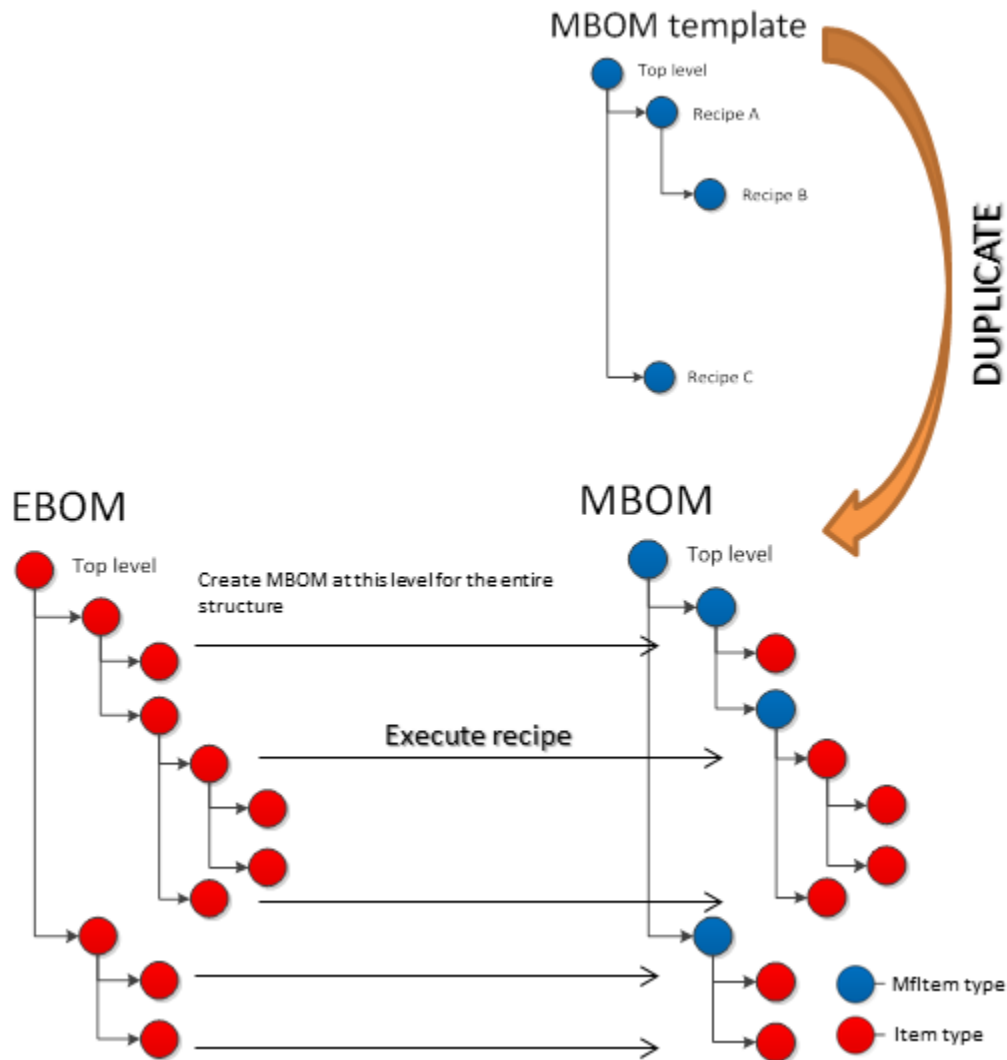 MBOM template
Top level
Recipe A
Recipe B
Recipe C
DUPLICATE
EBOM
MBOM
Top level
Top level
Create MBOM at this level for the entire
structure
Execute recipe
MfItem type
Item type